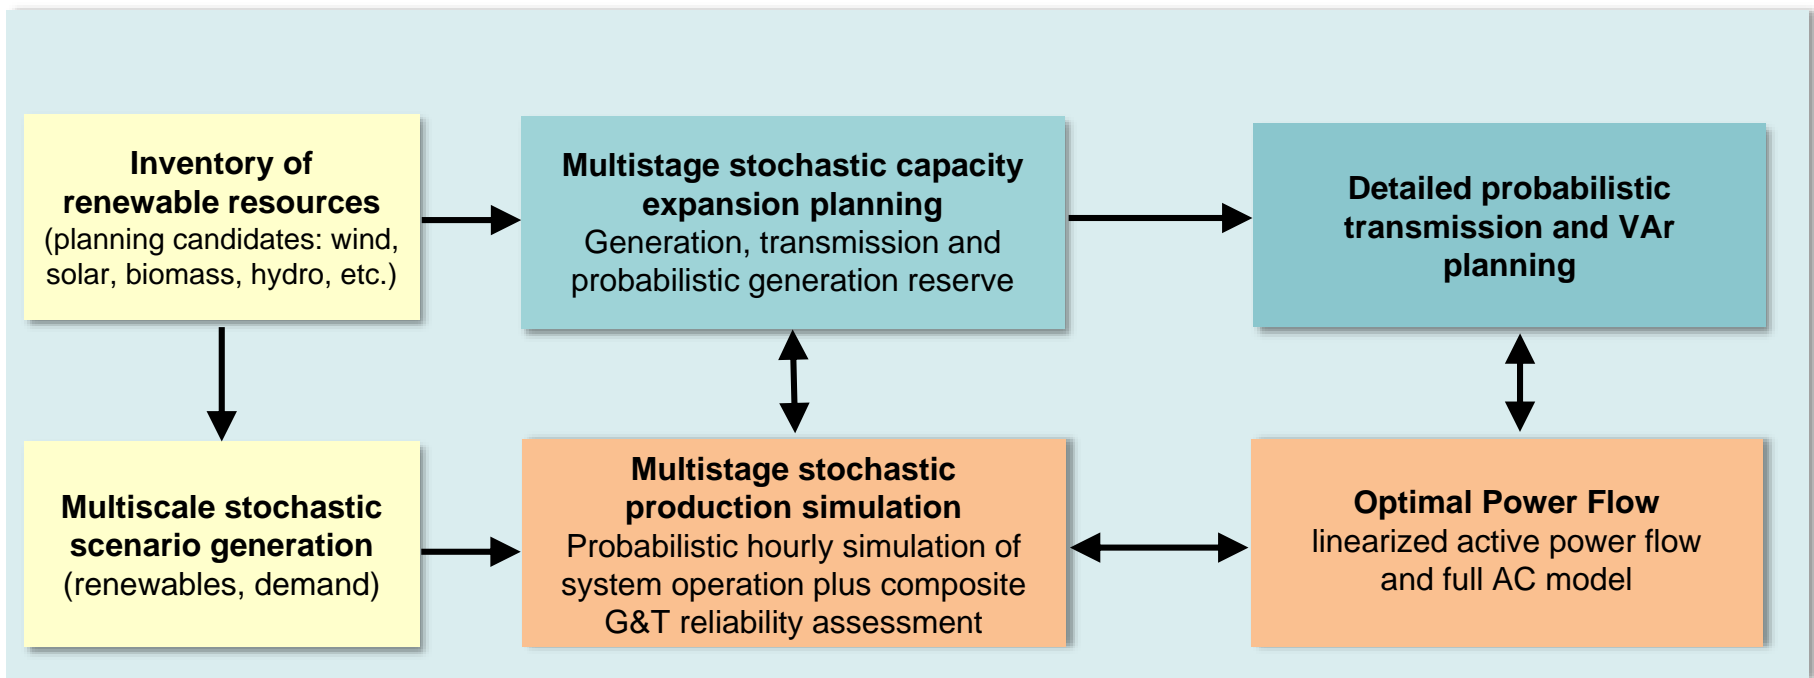 Inventory of
renewable resources
(planning candidates: wind,
solar, biomass, hydro, etc.)
Multistage stochastic capacity
expansion planning
Generation, transmission and
probabilistic generation reserve
Detailed probabilistic
transmission and VAr
planning
Multiscale stochastic
scenario generation
(renewables, demand)
Multistage stochastic
production simulation
Probabilistic hourly simulation of
system operation plus composite
G&T reliability assessment
Optimal Power Flow
linearized active power flow
and full AC model